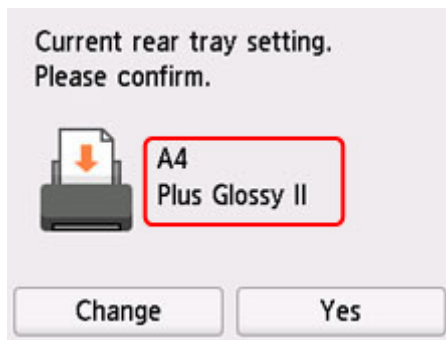 Current rear tray setting.
Please confirm.
A4
Plus Glossy II
Change
Yes